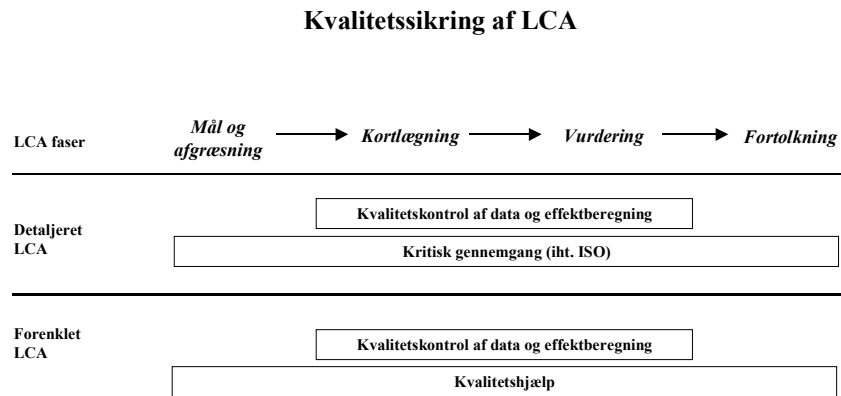 Kvalitetssikring af LCA
LCA faser
Mål og
afgræsning
Kortlægning
Vurdering
Fortolkning
Detaljeret
LCA
Kvalitetskontrol af data og effektberegning
Kritisk gennemgang (iht. ISO)
Forenklet
LCA
Kvalitetskontrol af data og effektberegning
Kvalitetshjælp